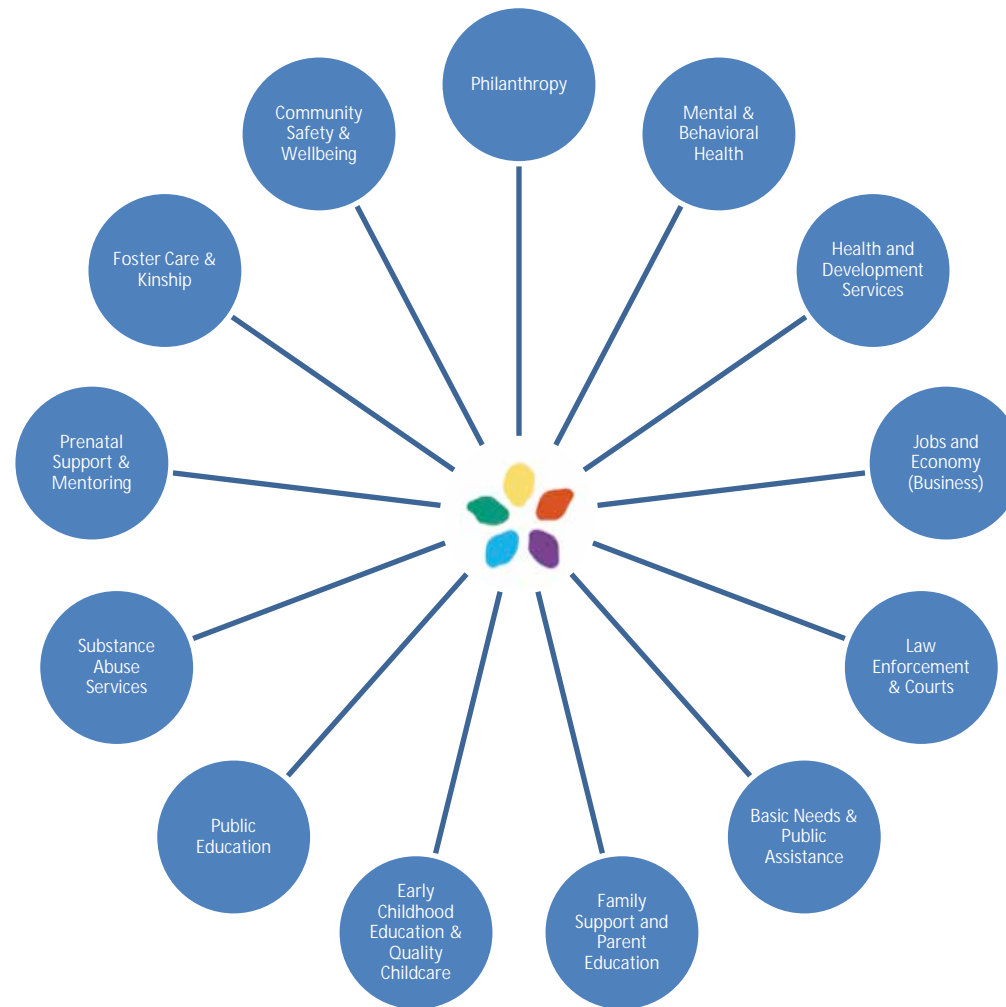 Philanthropy
Mental &
Behavioral
Health
Health and
Development
Services
Jobs and
Economy
(Business)
Law
Enforcement
& Courts
Basic Needs &
Public
Assistance
Family
Support and
Parent
Education
Early
Childhood
Education &
Quality
Childcare
Public
Education
Substance
Abuse
Services
Prenatal
Support &
Mentoring
Foster Care &
Kinship
Community
Safety &
Wellbeing